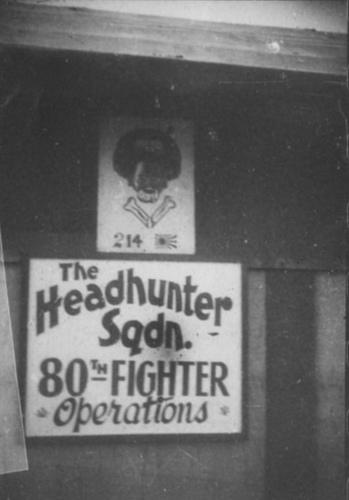 214
The
Headhunter
Sqdn.
80TH FIGHTER
Operations